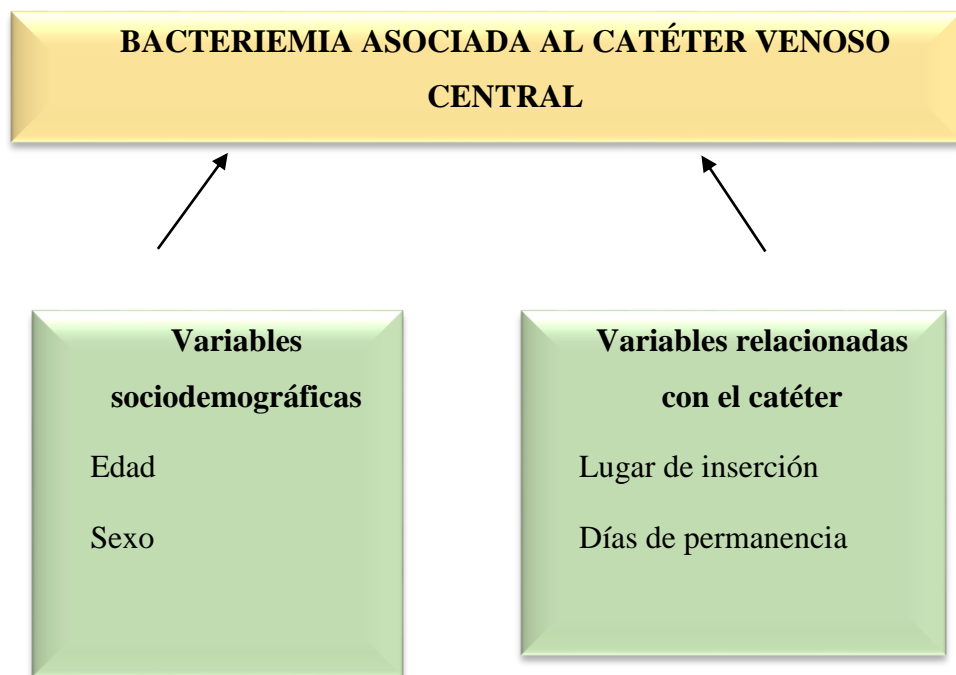 BACTERIEMIA ASOCIADA AL CATÉTER VENOSO
CENTRAL
Variables
sociodemográficas
Edad
Sexo
Variables relacionadas
con el catéter
Lugar de inserción
Días de permanencia